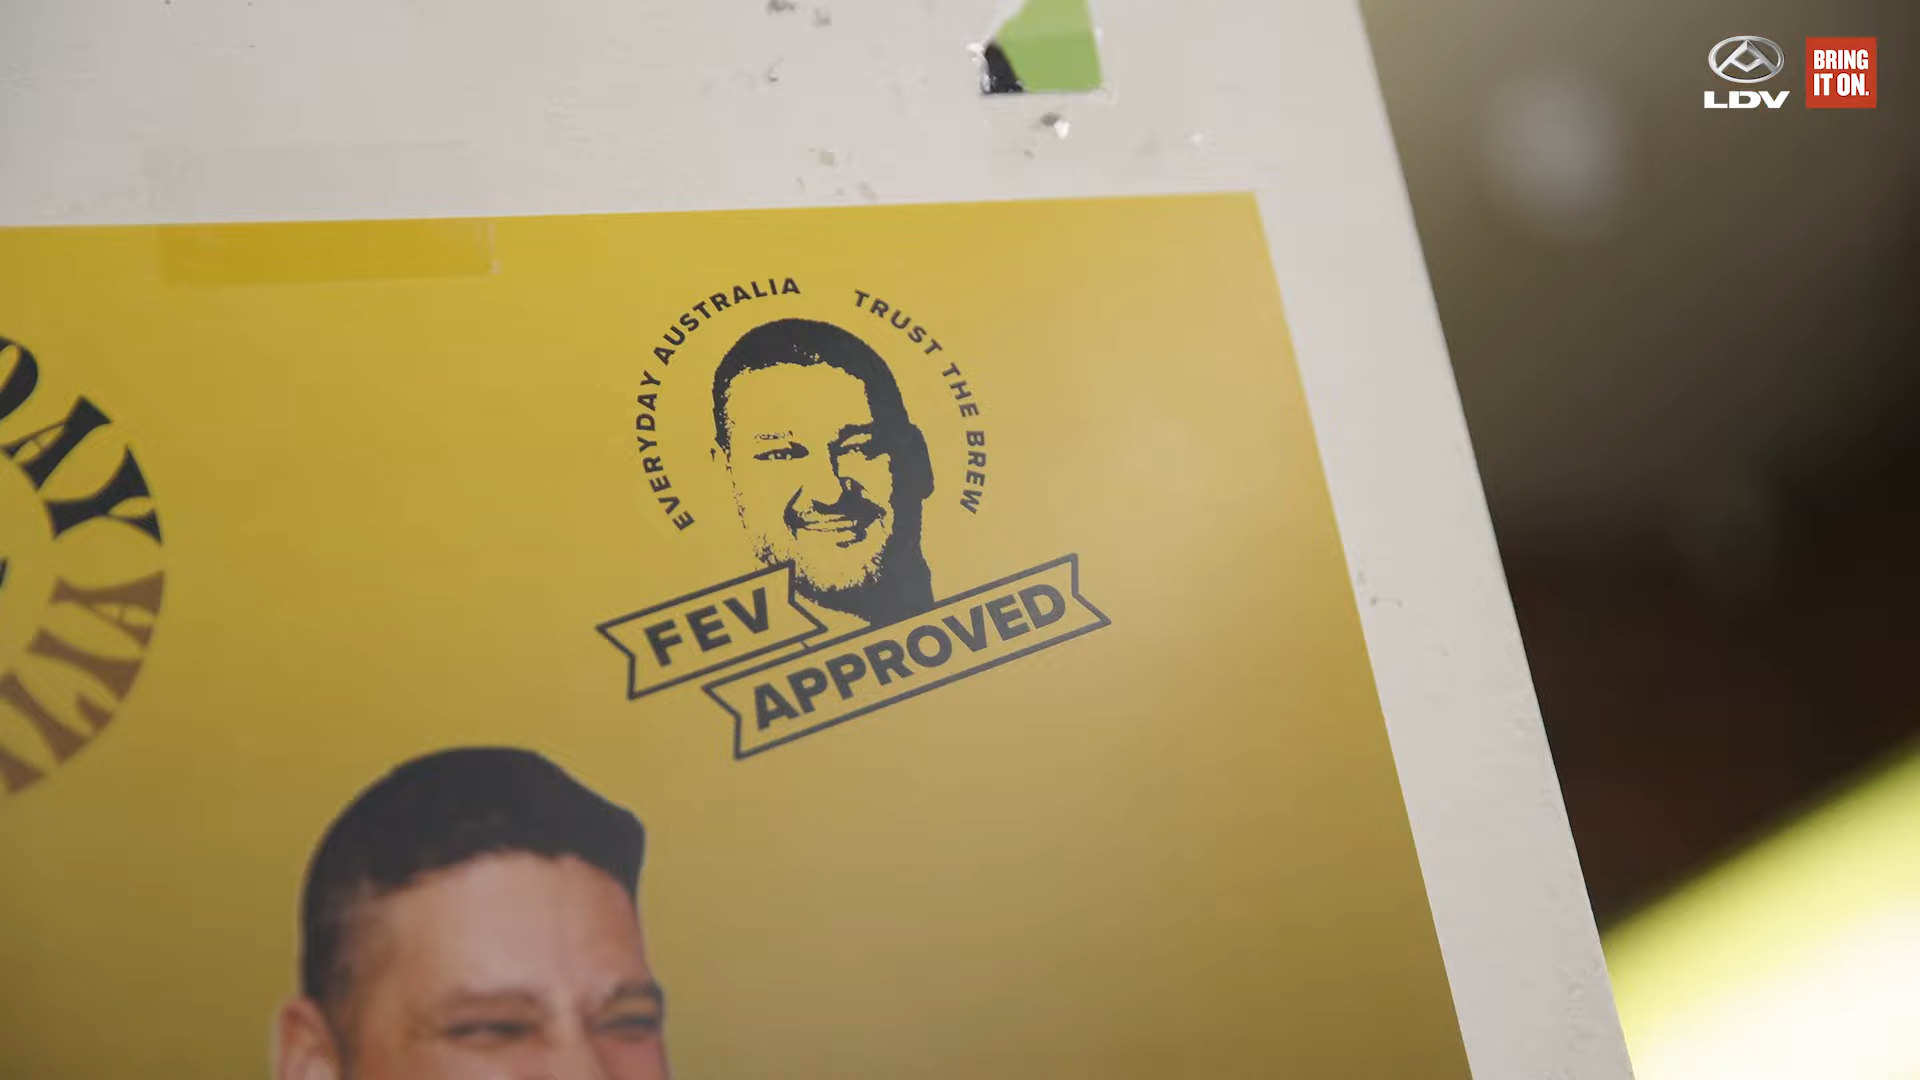 LDV
BRING
IT ON.
EVERYDAY AUSTRALIA
TRUST THE BREW
FEV
APPROVED